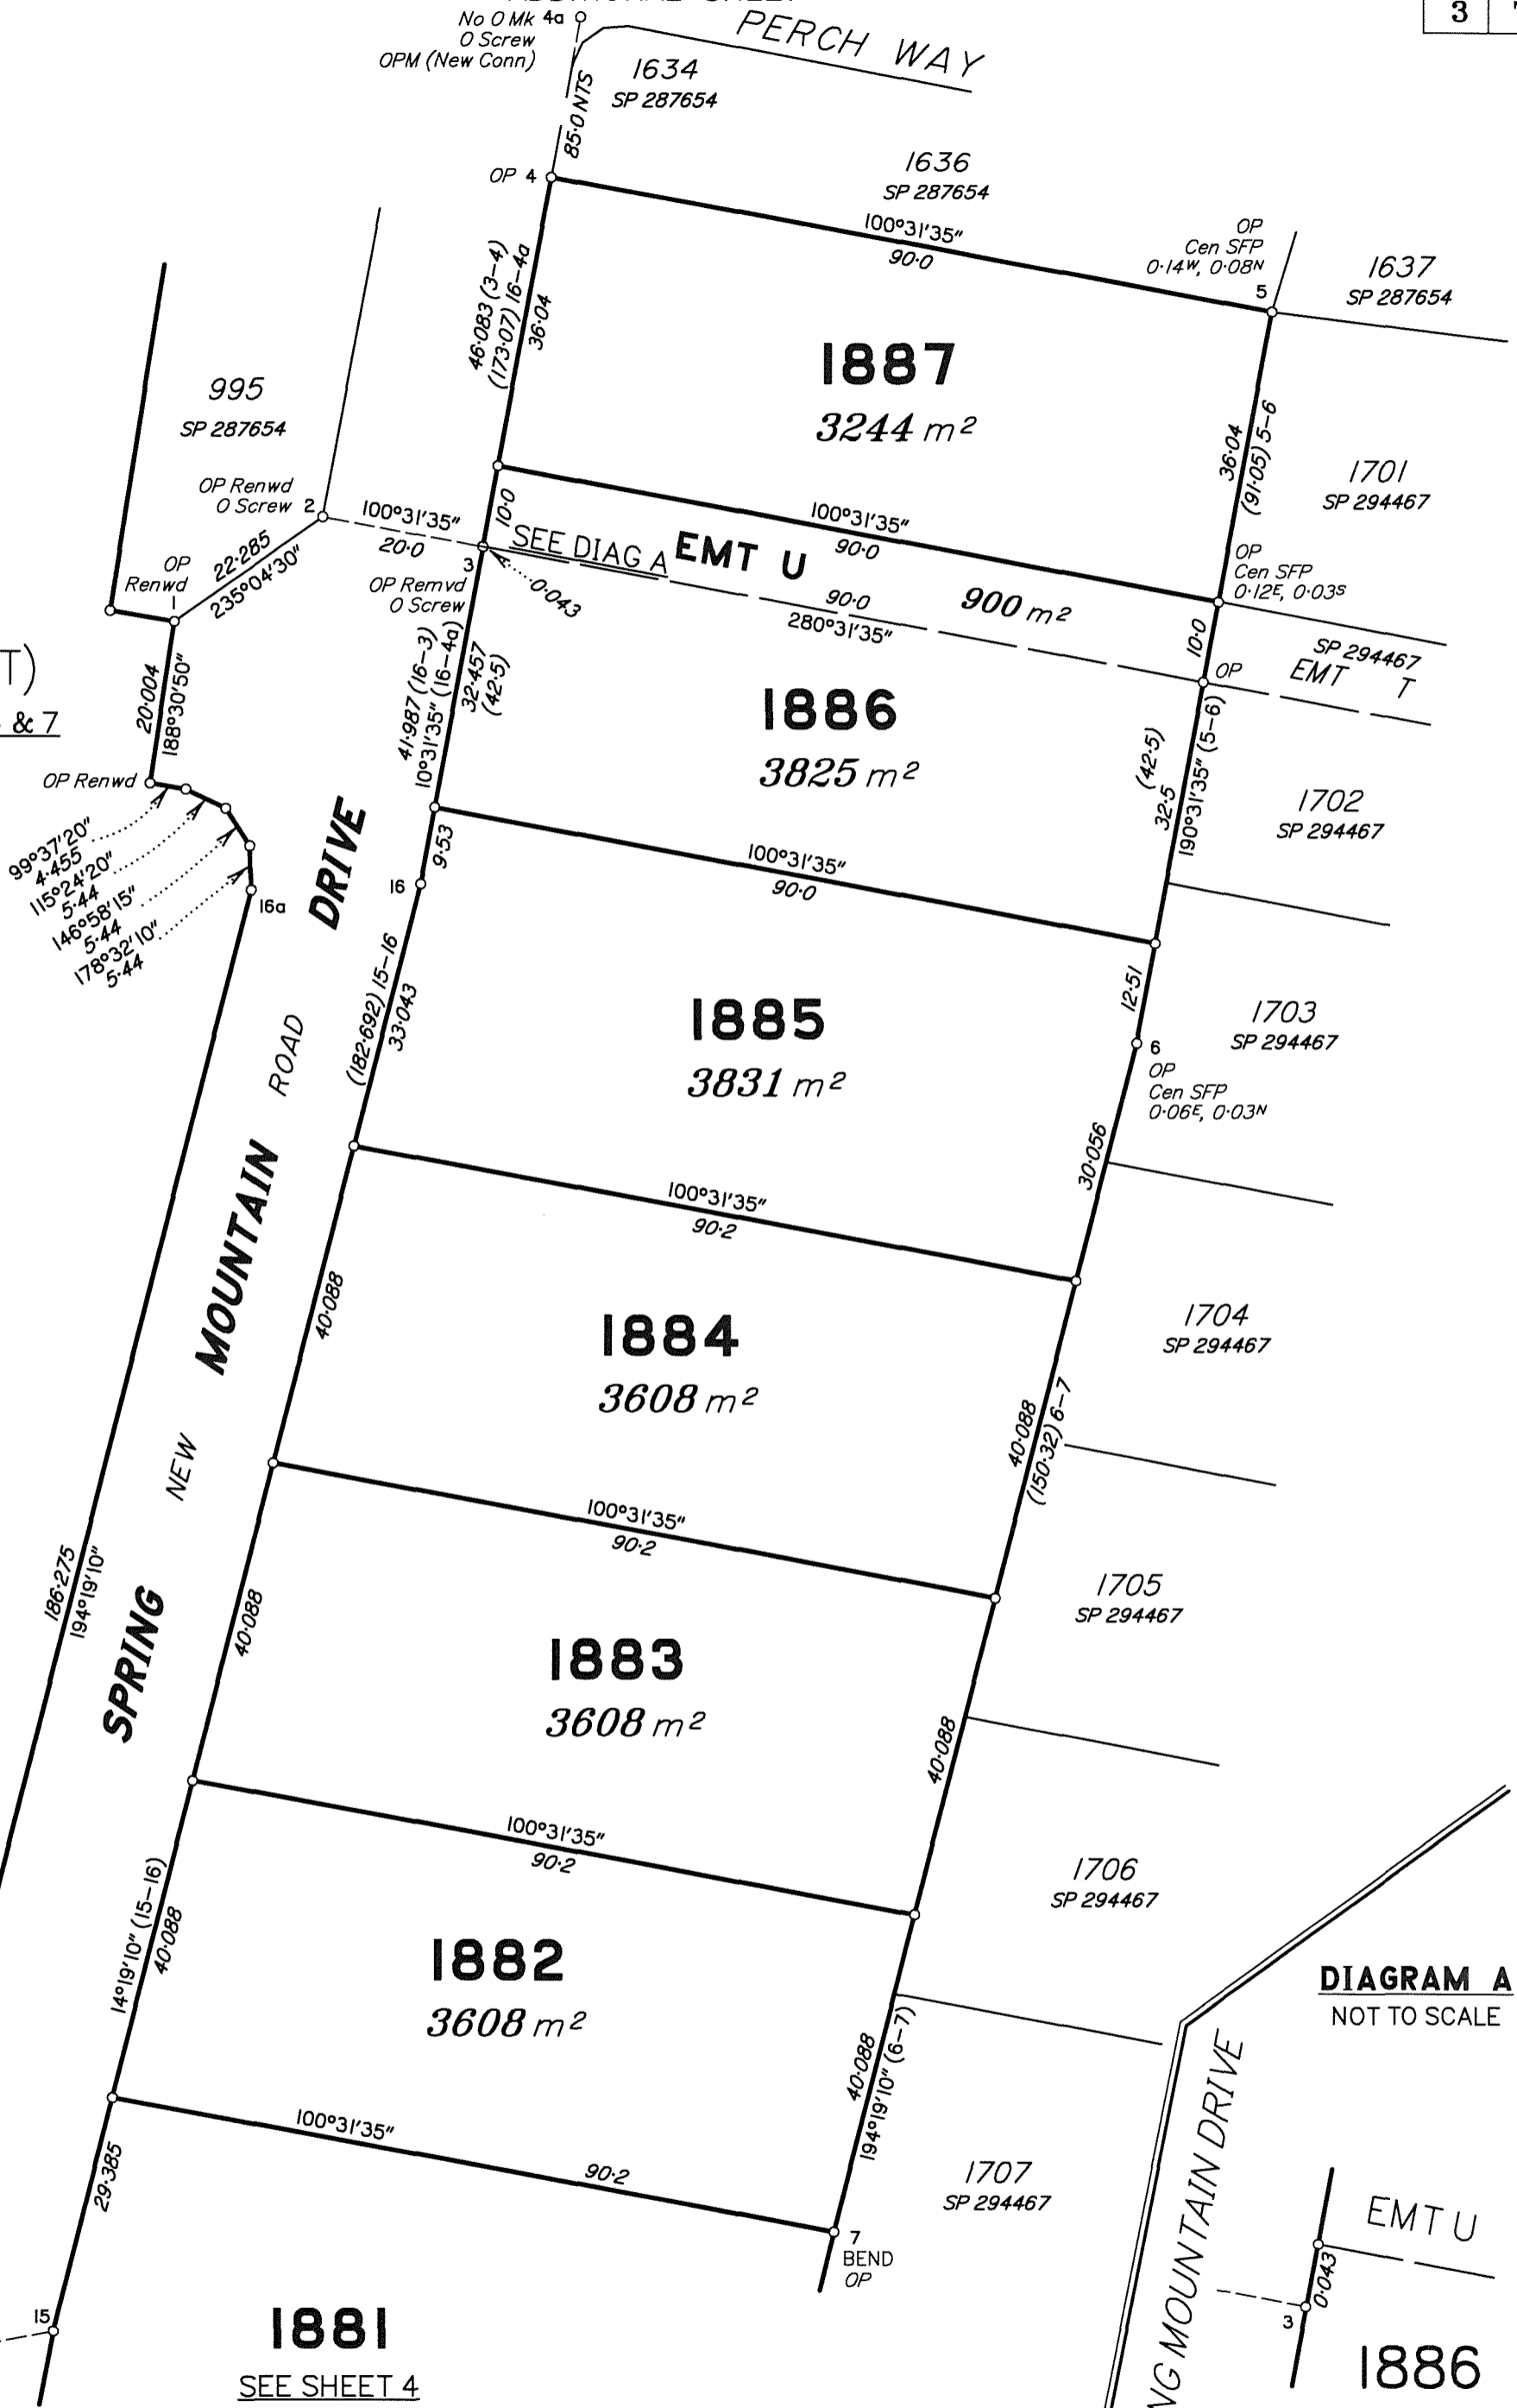 No O Mk 4a
O Screw
OPM (New Conn)
3
PERCH WAY
1634
SP 287654
85·0 NTS
OP 4
1636
SP 287654
100°31'35"
90·0
OP
Cen SFP
0·14W, 0·08N
5
1637
SP 287654
46·083 (3–4)
(173·07) 16–4a
36·04
1887
3244 m²
36·04
(91·05) 5–6
995
SP 287654
1701
SP 294467
OP Renwd
O Screw 2
100°31'35"
20·0
10·0
SEE DIAG A
EMT U
100°31'35"
90·0
OP
Cen SFP
0·12E, 0·03S
OP
Renwd
22·285
235°04'30"
3
OP Remvd
O Screw
0·043
90·0
280°31'35"
900 m²
10·0
SP 294467
EMT T
OP
T)
& 7
20·004
188°30'50"
41·987 (16–3)
10°31'35" (16–4a)
32·457
(42·5)
1886
3825 m²
(42·5)
32·5
190°31'35" (5–6)
OP Renwd
1702
SP 294467
99°37'20"
4·455
115°24'20"
5·44
146°58'15"
5·44
178°32'10"
5·44
16a
9·53
16
100°31'35"
90·0
12·51
(182·692) 15–16
33·043
1885
3831 m²
1703
SP 294467
6
OP
Cen SFP
0·06E, 0·03N
30·056
100°31'35"
90·2
SPRING MOUNTAIN DRIVE
NEW ROAD
40·088
1884
3608 m²
1704
SP 294467
40·088
(150·32) 6–7
100°31'35"
90·2
186·275
194°19'10"
40·088
1883
3608 m²
1705
SP 294467
40·088
100°31'35"
90·2
14°19'10" (15–16)
40·088
1882
3608 m²
1706
SP 294467
40·088
194°19'10" (6–7)
100°31'35"
90·2
29·385
1707
SP 294467
7
BEND
OP
15
1881
SEE SHEET 4
DIAGRAM A
NOT TO SCALE
NG MOUNTAIN DRIVE
EMT U
0·043
3
1886